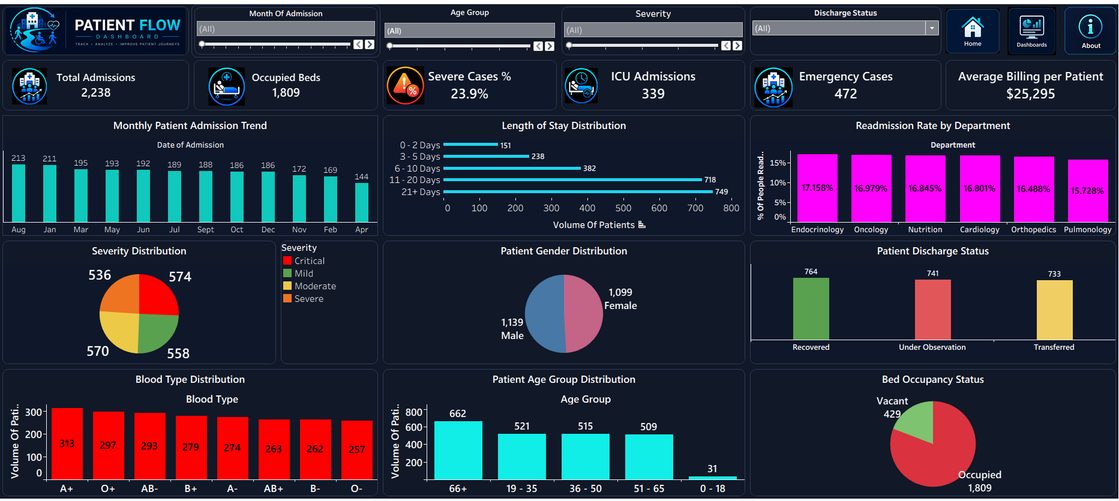 PATIENT FLOW
DASHBOARD
TRACK • ANALYZE • IMPROVE PATIENT JOURNEYS
Month Of Admission
(All)
Age Group
(All)
Severity
(All)
Discharge Status
(All)
Home
Dashboards
About
Total Admissions
2,238
Occupied Beds
1,809
Severe Cases %
23.9%
ICU Admissions
339
Emergency Cases
472
Average Billing per Patient
$25,295
Monthly Patient Admission Trend
Date of Admission
213 211 195 193 192 189 188 186 186 172 169 144
Aug Jan Mar May Jun Jul Sept Oct Dec Nov Feb Apr
Length of Stay Distribution
0 - 2 Days 151
3 - 5 Days 238
6 - 10 Days 382
11 - 20 Days 718
21+ Days 749
0 100 200 300 400 500 600 700 800
Volume Of Patients
Readmission Rate by Department
Department
% Of People Read..
15%
10%
5%
0%
17.158% 16.979% 16.845% 16.801% 16.488% 15.728%
Endocrinology Oncology Nutrition Cardiology Orthopedics Pulmonology
Severity Distribution
536 574
570 558
Severity
Critical
Mild
Moderate
Severe
Patient Gender Distribution
1,099
Female
1,139
Male
Patient Discharge Status
764 741 733
Recovered Under Observation Transferred
Blood Type Distribution
Blood Type
Volume Of Pati..
300
200
100
0
313 297 293 279 274 263 262 257
A+ O+ AB- B+ A- AB+ B- O-
Patient Age Group Distribution
Age Group
Volume Of Pati..
800
600
400
200
662 521 515 509 31
66+ 19 - 35 36 - 50 51 - 65 0 - 18
Bed Occupancy Status
Vacant
429
Occupied
1,809